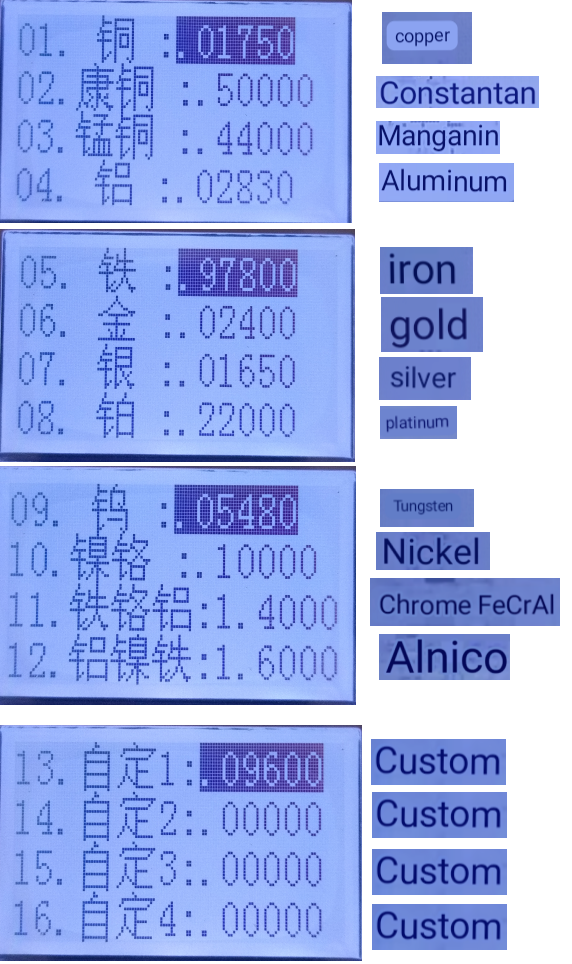 01. 铜 :.01750 copper
02. 康铜 :.50000 Constantan
03. 锰铜 :.44000 Manganin
04. 铝 :.02830 Aluminum
05. 铁 :.97800 iron
06. 金 :.02400 gold
07. 银 :.01650 silver
08. 铂 :.22000 platinum
09. 钨 :.05480 Tungsten
10. 镍铬 :.10000 Nickel
11. 铁铬铝:1.4000 Chrome FeCrAl
12. 铝镍铁:1.6000 Alnico
13. 自定1:.09600 Custom
14. 自定2:.00000 Custom
15. 自定3:.00000 Custom
16. 自定4:.00000 Custom